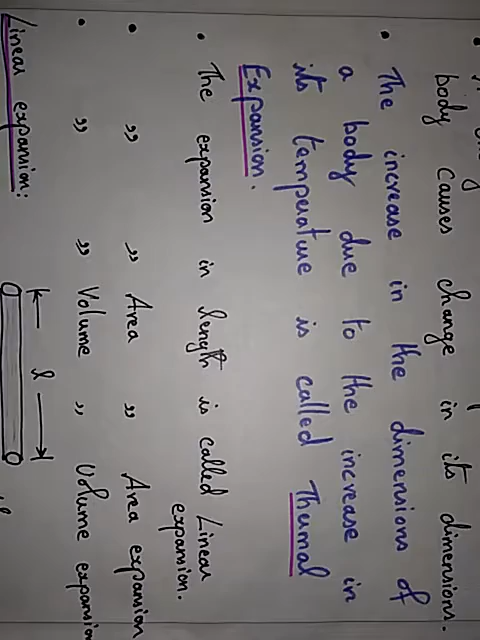 body causes change in its dimensions.
• The increase in the dimensions of
a body due to the increase in
its temperature is called Thermal
Expansion.
• The expansion in length is called Linear
expansion.
• " " Area " Area expansion
• " " Volume " Volume expansion
Linear expansion:
l